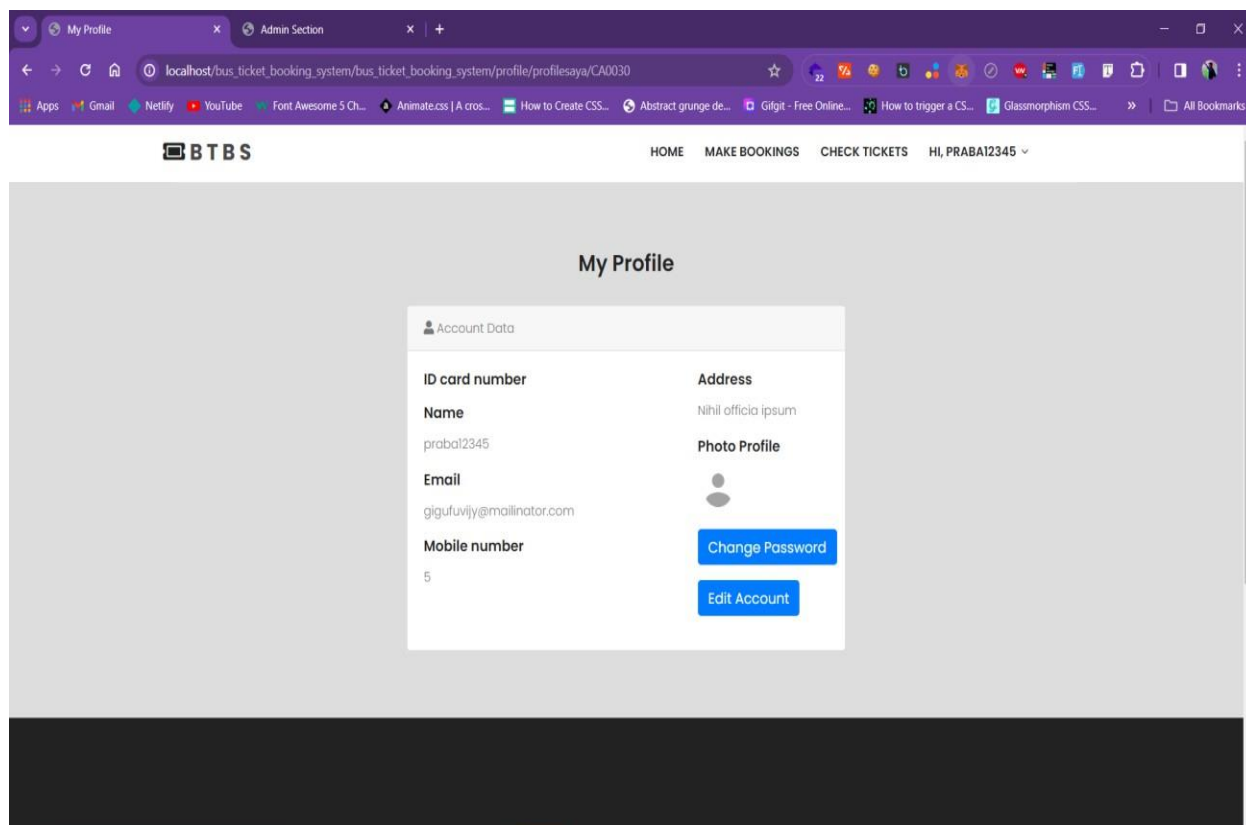 My Profile
Admin Section
localhost/bus_ticket_booking_system/bus_ticket_booking_system/profile/profilesaya/CA0030
22
Apps Gmail Netlify YouTube Font Awesome 5 Ch... Animate.css | A cros... How to Create CSS... Abstract grunge de... Gifgit - Free Online... How to trigger a CS... Glassmorphism CSS... » All Bookmarks
BTBS
HOME MAKE BOOKINGS CHECK TICKETS HI, PRABA12345
My Profile
Account Data
ID card number
Name
praba12345
Email
gigufuvijy@mailinator.com
Mobile number
5
Address
Nihil officia ipsum
Photo Profile
Change Password
Edit Account